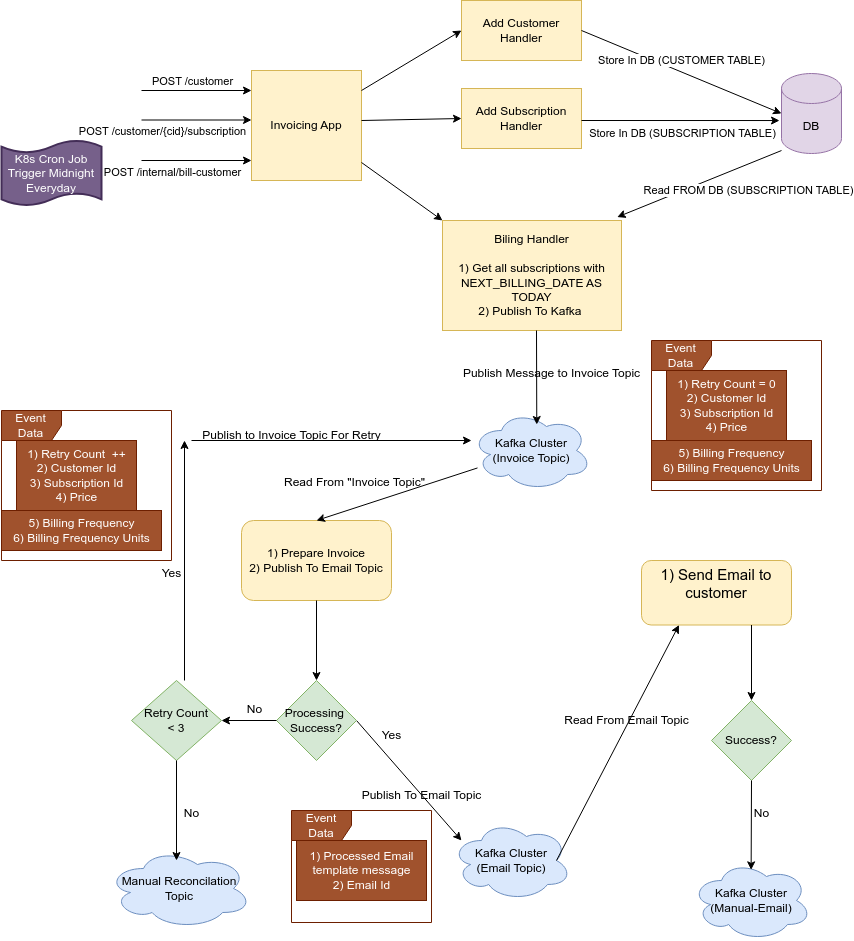 Add Customer
Handler
Store In DB (CUSTOMER TABLE)
POST /customer
Invoicing App
Add Subscription
Handler
DB
POST /customer/{cid}/subscription
Store In DB (SUBSCRIPTION TABLE)
K8s Cron Job
Trigger Midnight
Everyday
POST /internal/bill-customer
Read FROM DB (SUBSCRIPTION TABLE)
Biling Handler
1) Get all subscriptions with
NEXT_BILLING_DATE AS
TODAY
2) Publish To Kafka
Publish Message to Invoice Topic
Event
Data
1) Retry Count = 0
2) Customer Id
3) Subscription Id
4) Price
5) Billing Frequency
6) Billing Frequency Units
Event
Data
1) Retry Count ++
2) Customer Id
3) Subscription Id
4) Price
5) Billing Frequency
6) Billing Frequency Units
Publish to Invoice Topic For Retry
Kafka Cluster
(Invoice Topic)
Read From "Invoice Topic"
1) Prepare Invoice
2) Publish To Email Topic
Yes
1) Send Email to
customer
Retry Count
< 3
No
Processing
Success?
Yes
Read From Email Topic
Success?
Publish To Email Topic
No
No
Event
Data
1) Processed Email
template message
2) Email Id
Kafka Cluster
(Email Topic)
Manual Reconcilation
Topic
Kafka Cluster
(Manual-Email)